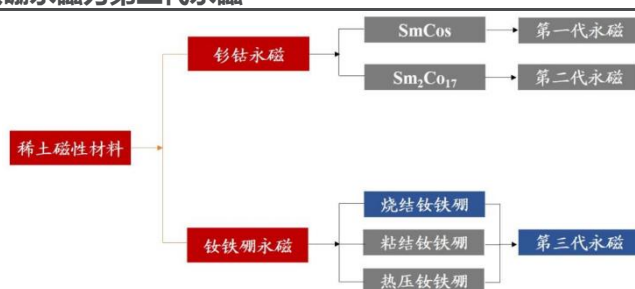 钐钴永磁
SmCos
第一代永磁
Sm₂Co₁₇
第二代永磁
稀土磁性材料
钕铁硼永磁
烧结钕铁硼
粘结钕铁硼
热压钕铁硼
第三代永磁